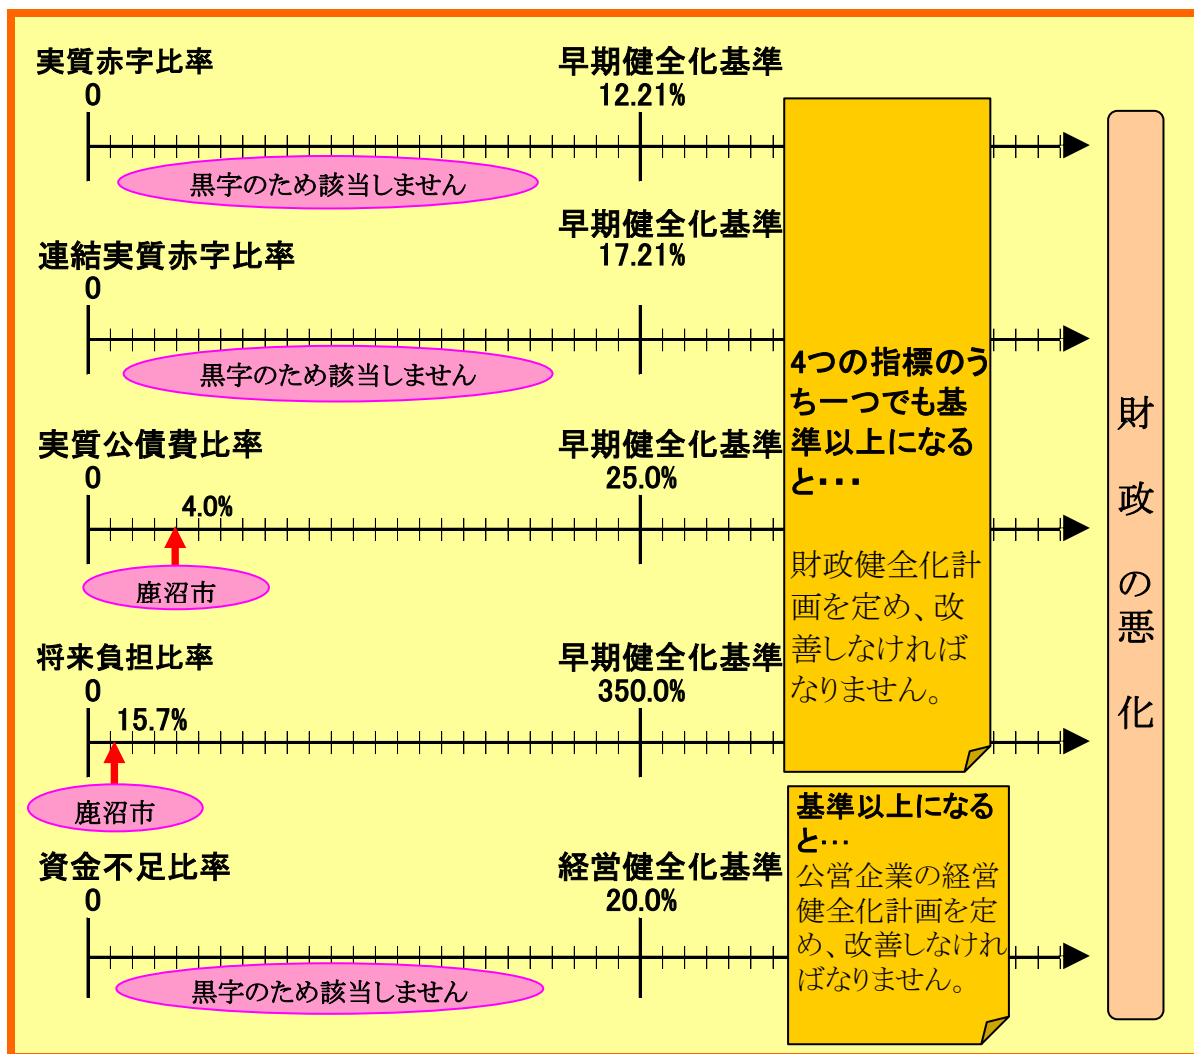 実質赤字比率
早期健全化基準
0
12.21%
黒字のため該当しません
連結実質赤字比率
早期健全化基準
0
17.21%
黒字のため該当しません
実質公債費比率
早期健全化基準
0
25.0%
4.0%
鹿沼市
将来負担比率
早期健全化基準
0
350.0%
15.7%
鹿沼市
資金不足比率
経営健全化基準
0
20.0%
黒字のため該当しません
4つの指標のう
ち一つでも基
準以上になる
と・・・
財政健全化計
画を定め、改
善しなければ
なりません。
基準以上になる
と…
公営企業の経営
健全化計画を定
め、改善しなけれ
ばなりません。
財政の悪化